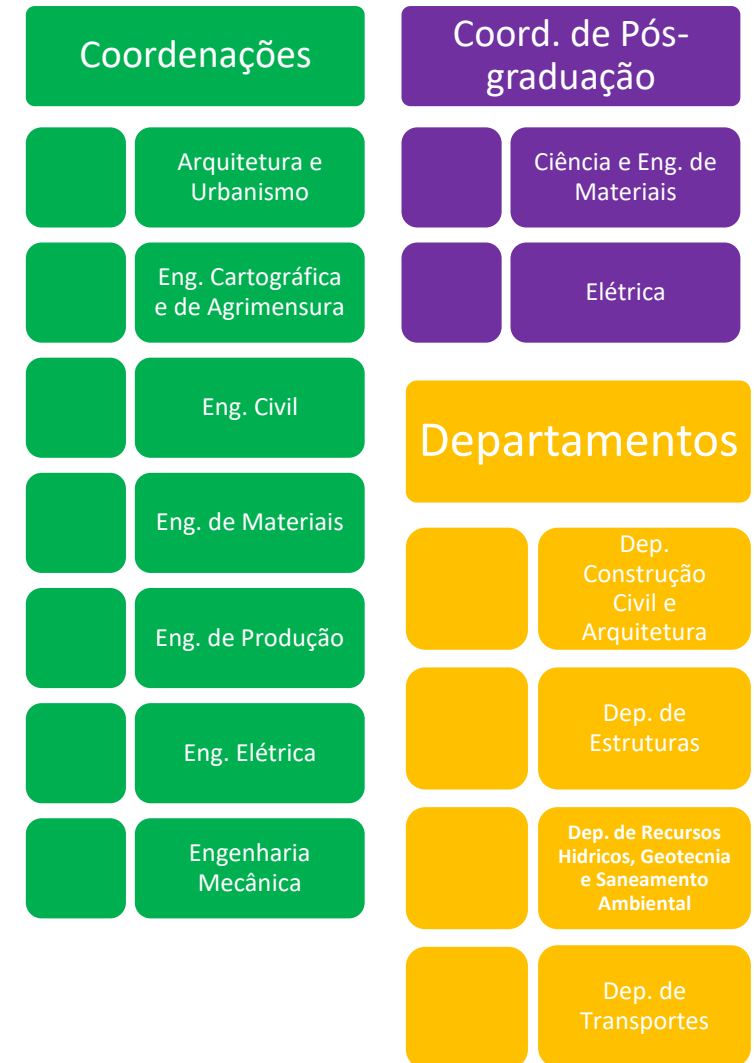 Coordenações
Arquitetura e
Urbanismo
Eng. Cartográfica
e de Agrimensura
Eng. Civil
Eng. de Materiais
Eng. de Produção
Eng. Elétrica
Engenharia
Mecânica
Coord. de Pós-
graduação
Ciência e Eng. de
Materiais
Elétrica
Departamentos
Dep.
Construção
Civil e
Arquitetura
Dep. de
Estruturas
Dep. de Recursos
Hidricos, Geotecnia
e Saneamento
Ambiental
Dep. de
Transportes